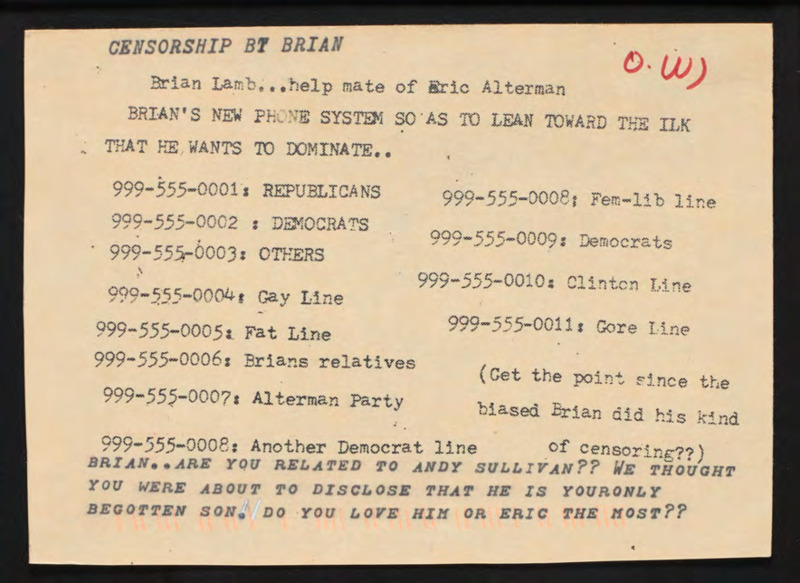 CENSORSHIP BY BRIAN
O.W)
Brian Lamb...help mate of Eric Alterman
BRIAN'S NEW PHONE SYSTEM SO AS TO LEAN TOWARD THE ILK
THAT HE WANTS TO DOMINATE..
999-555-0001: REPUBLICANS
999-555-0002 : DEMOCRATS
999-555-0003: OTHERS
999-555-0004: Gay Line
999-555-0005: Fat Line
999-555-0006: Brians relatives
999-555-0007: Alterman Party
999-555-0008: Another Democrat line
999-555-0008; Fem-lib line
999-555-0009: Democrats
999-555-0010: Clinton Line
999-555-0011: Gore Line
(Get the point since the
biased Brian did his kind
of censoring??)
BRIAN..ARE YOU RELATED TO ANDY SULLIVAN?? WE THOUGHT
YOU WERE ABOUT TO DISCLOSE THAT HE IS YOURONLY
BEGOTTEN SON. DO YOU LOVE HIM OR ERIC THE MOST??